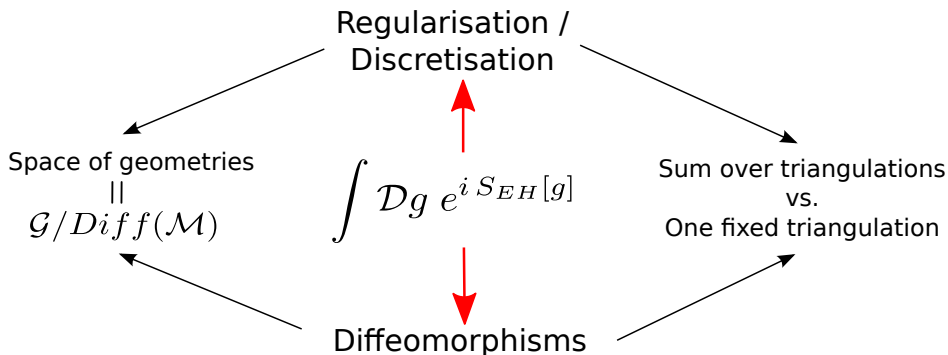 Regularisation /
Discretisation
Space of geometries
||
𝒢/Diff(ℳ)
∫ 𝒟g e^{i S_{EH}[g]}
Sum over triangulations
vs.
One fixed triangulation
Diffeomorphisms